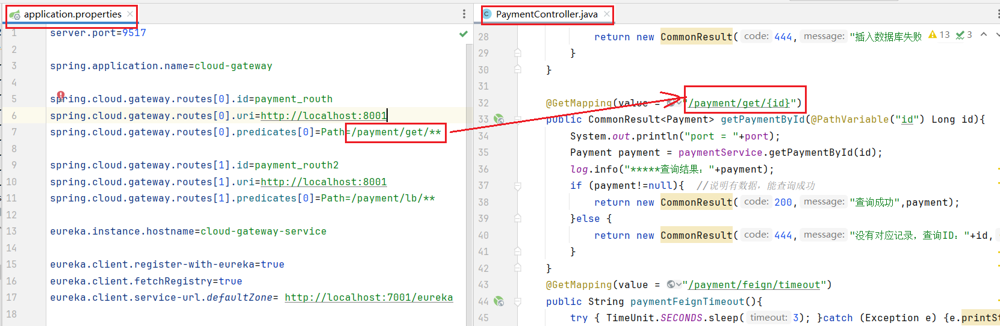 application.properties
1 server.port=9517
2
3 spring.application.name=cloud-gateway
4
5 spring.cloud.gateway.routes[0].id=payment_routh
6 spring.cloud.gateway.routes[0].uri=http://localhost:8001
7 spring.cloud.gateway.routes[0].predicates[0]=Path=/payment/get/**
8
9 spring.cloud.gateway.routes[1].id=payment_routh2
10 spring.cloud.gateway.routes[1].uri=http://localhost:8001
11 spring.cloud.gateway.routes[1].predicates[0]=Path=/payment/lb/**
12
13 eureka.instance.hostname=cloud-gateway-service
14
15 eureka.client.register-with-eureka=true
16 eureka.client.fetchRegistry=true
17 eureka.client.service-url.defaultZone= http://localhost:7001/eureka
18
PaymentController.java
13 3
28 return new CommonResult( code: 444, message: "插入数据库失败
29 }
30 }
31
32 @GetMapping(value = "/payment/get/{id}")
33 public CommonResult<Payment> getPaymentById(@PathVariable("id") Long id){
34 System.out.println("port = "+port);
35 Payment payment = paymentService.getPaymentById(id);
36 log.info("*****查询结果："+payment);
37 if (payment!=null){ //说明有数据，能查询成功
38 return new CommonResult( code: 200, message: "查询成功",payment);
39 }else {
40 return new CommonResult( code: 444, message: "没有对应记录，查询ID："+id,
41 }
42 }
43 @GetMapping(value = "/payment/feign/timeout")
44 public String paymentFeignTimeout(){
45 try { TimeUnit.SECONDS.sleep( timeout: 3); }catch (Exception e) {e.printSt